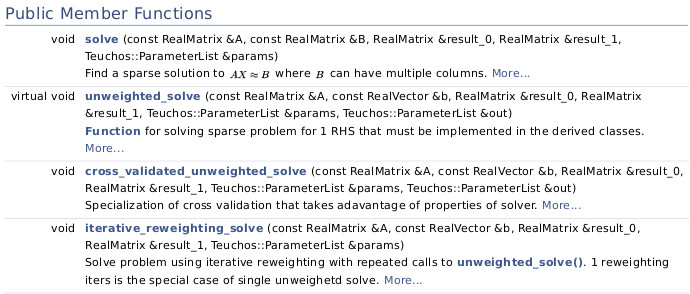 Public Member Functions
void solve (const RealMatrix &A, const RealMatrix &B, RealMatrix &result_0, RealMatrix &result_1,
Teuchos::ParameterList &params)
Find a sparse solution to AX ≈ B where B can have multiple columns. More...
virtual void unweighted_solve (const RealMatrix &A, const RealVector &b, RealMatrix &result_0, RealMatrix
&result_1, Teuchos::ParameterList &params, Teuchos::ParameterList &out)
Function for solving sparse problem for 1 RHS that must be implemented in the derived classes.
More...
void cross_validated_unweighted_solve (const RealMatrix &A, const RealVector &b, RealMatrix &result_0,
RealMatrix &result_1, Teuchos::ParameterList &params, Teuchos::ParameterList &out)
Specialization of cross validation that takes adavantage of properties of solver. More...
void iterative_reweighting_solve (const RealMatrix &A, const RealVector &b, RealMatrix &result_0,
RealMatrix &result_1, Teuchos::ParameterList &params)
Solve problem using iterative reweighting with repeated calls to unweighted_solve(). 1 reweighting
iters is the special case of single unweighetd solve. More...